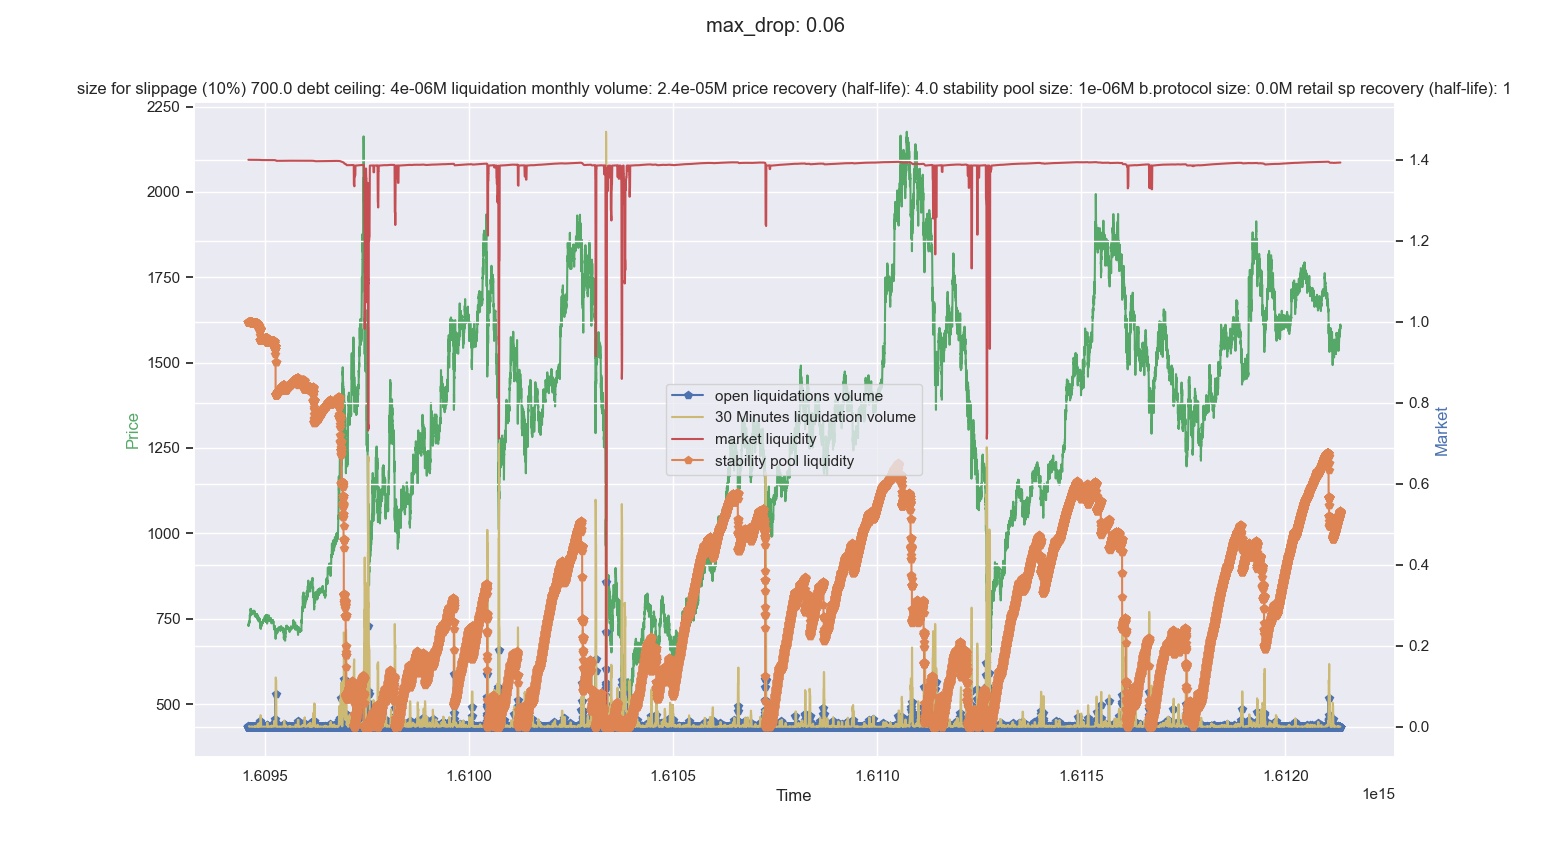 max_drop: 0.06
size for slippage (10%) 700.0 debt ceiling: 4e-06M liquidation monthly volume: 2.4e-05M price recovery (half-life): 4.0 stability pool size: 1e-06M b.protocol size: 0.0M retail sp recovery (half-life): 1
2250
2000
1750
1500
1250
1000
750
500
Price
1.4
1.2
1.0
0.8
0.6
0.4
0.2
0.0
Market
open liquidations volume
30 Minutes liquidation volume
market liquidity
stability pool liquidity
1.6095 1.6100 1.6105 1.6110 1.6115 1.6120
1e15
Time